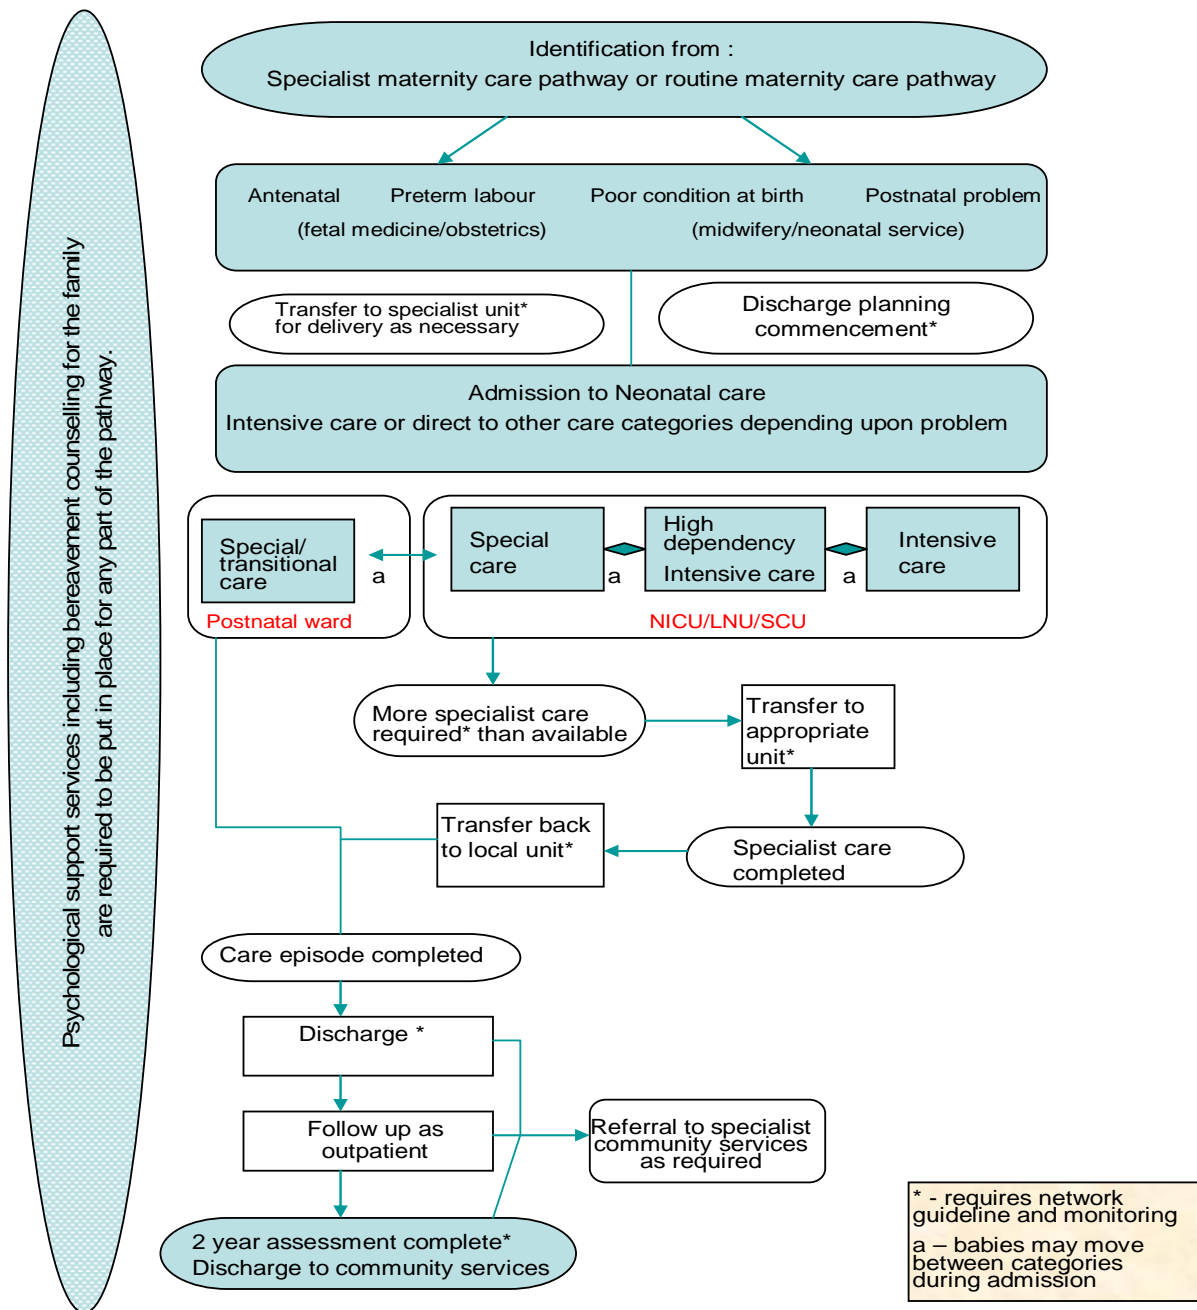 Psychological support services including bereavement counselling for the family
are required to be put in place for any part of the pathway.
Identification from :
Specialist maternity care pathway or routine maternity care pathway
Antenatal Preterm labour Poor condition at birth Postnatal problem
(fetal medicine/obstetrics) (midwifery/neonatal service)
Transfer to specialist unit*
for delivery as necessary
Discharge planning
commencement*
Admission to Neonatal care
Intensive care or direct to other care categories depending upon problem
Special/
transitional
care
a
Postnatal ward
Special
care
a
High
dependency
Intensive care
a
Intensive
care
NICU/LNU/SCU
More specialist care
required* than available
Transfer to
appropriate
unit*
Transfer back
to local unit*
Specialist care
completed
Care episode completed
Discharge *
Follow up as
outpatient
Referral to specialist
community services
as required
2 year assessment complete*
Discharge to community services
* - requires network
guideline and monitoring
a – babies may move
between categories
during admission